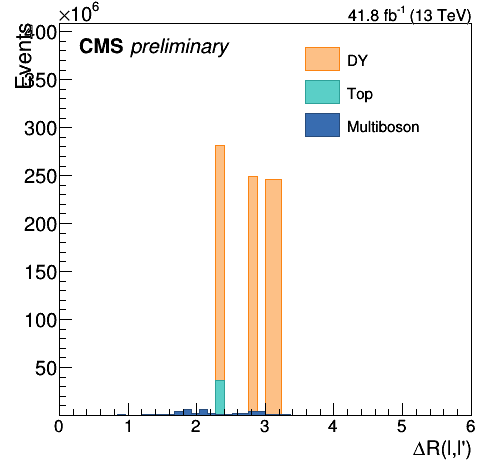 ×10⁶
41.8 fb⁻¹ (13 TeV)
Events
CMS preliminary
DY
Top
Multiboson
400
350
300
250
200
150
100
50
0 1 2 3 4 5 6
ΔR(l,l')